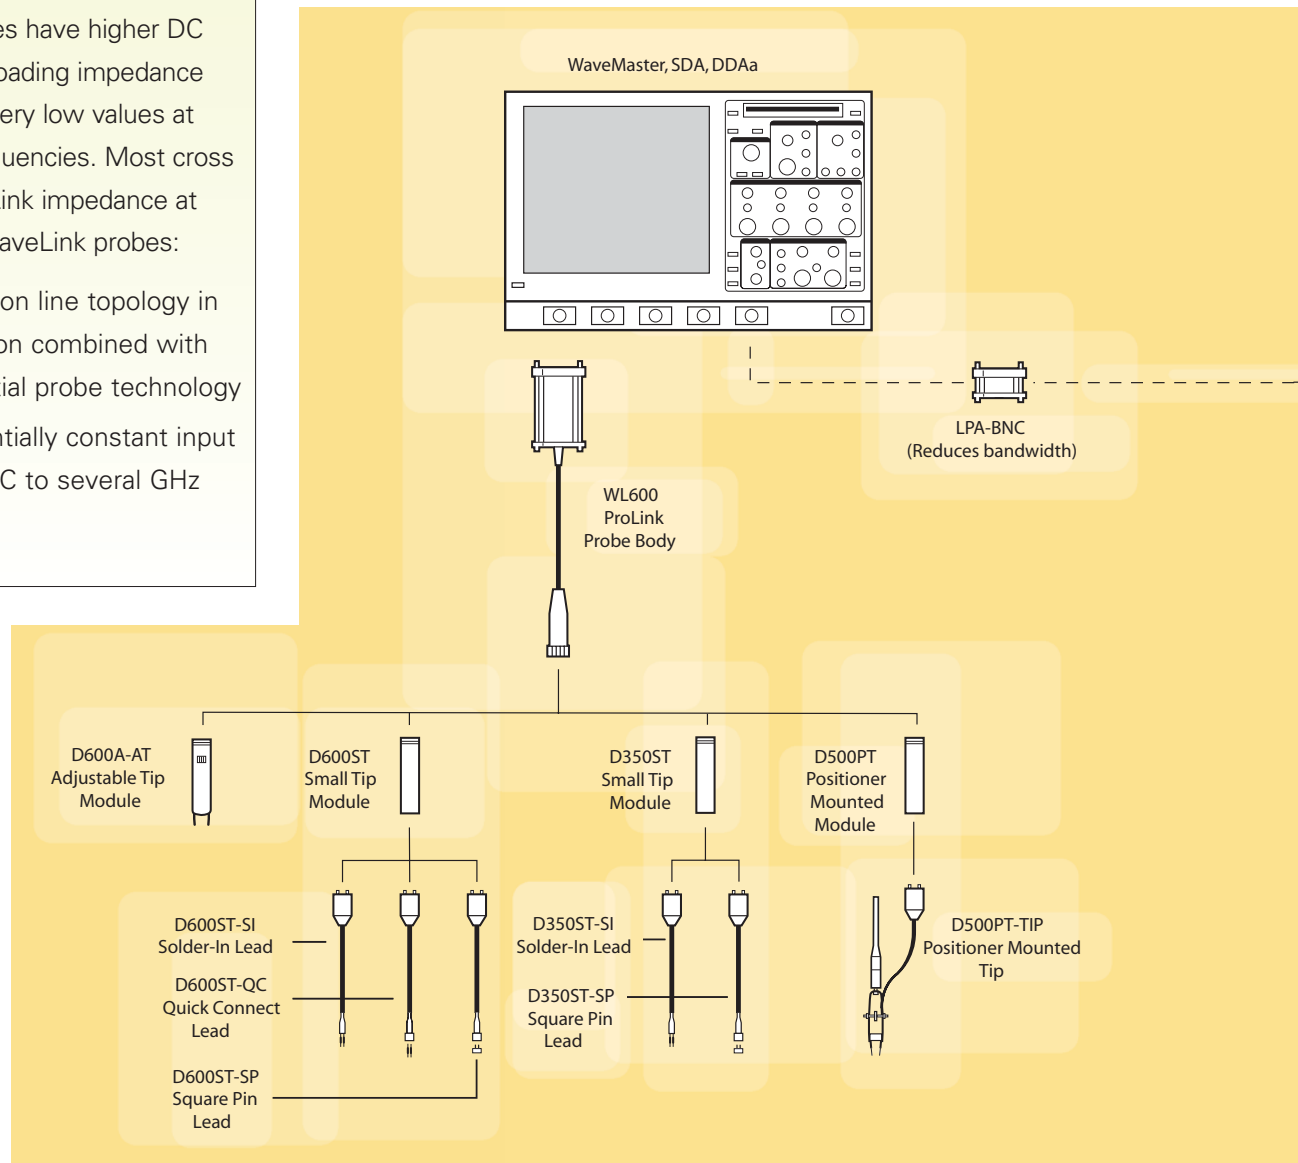 es have higher DC
oading impedance
ery low values at
uencies. Most cross
ink impedance at
aveLink probes:
on line topology in
on combined with
tial probe technology
ntially constant input
C to several GHz
WaveMaster, SDA, DDAa
LPA-BNC
(Reduces bandwidth)
WL600
ProLink
Probe Body
D600A-AT
Adjustable Tip
Module
D600ST
Small Tip
Module
D350ST
Small Tip
Module
D500PT
Positioner
Mounted
Module
D600ST-SI
Solder-In Lead
D600ST-QC
Quick Connect
Lead
D600ST-SP
Square Pin
Lead
D350ST-SI
Solder-In Lead
D350ST-SP
Square Pin
Lead
D500PT-TIP
Positioner Mounted
Tip